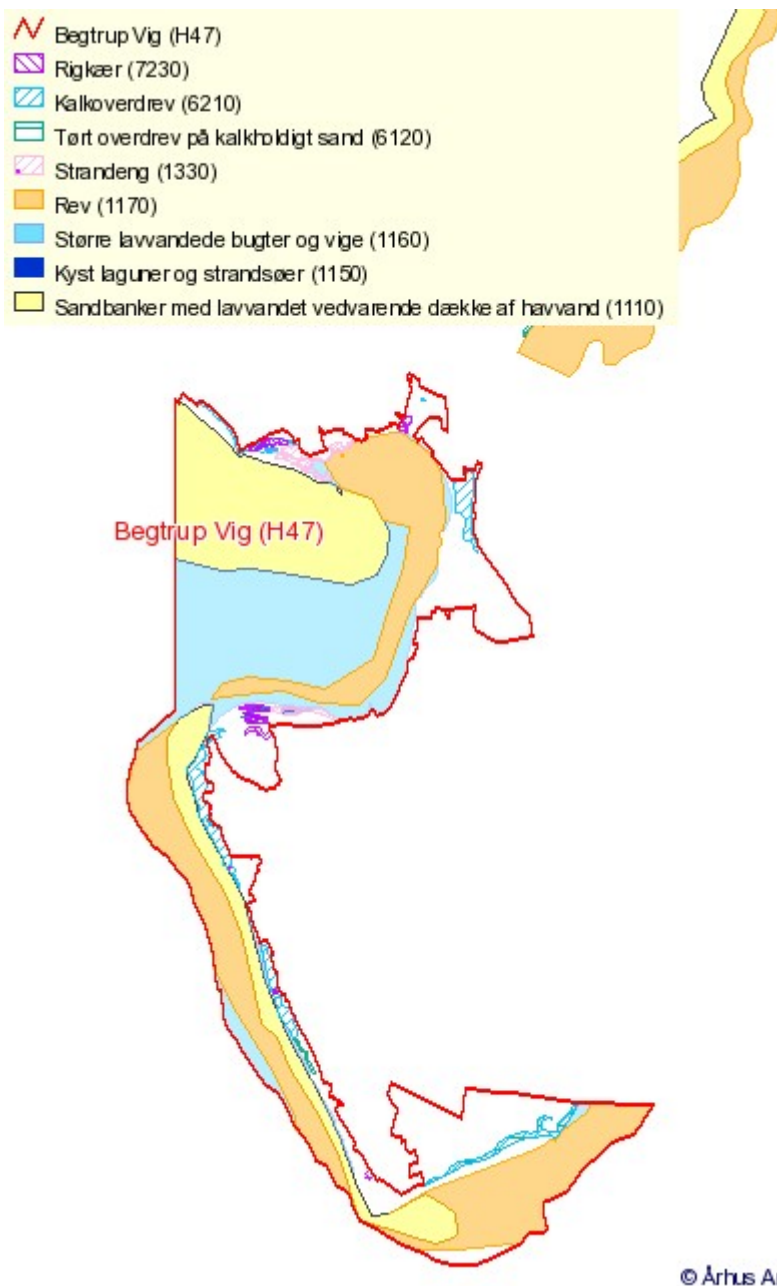 Begtrup Vig (H47)
Rigkær (7230)
Kalkoverdrev (6210)
Tørt overdrev på kalkholdigt sand (6120)
Strandeng (1330)
Rev (1170)
Større lavvandede bugter og vige (1160)
Kyst laguner og strandsøer (1150)
Sandbanker med lavvandet vedvarende dække af havvand (1110)
Begtrup Vig (H47)
© Århus A